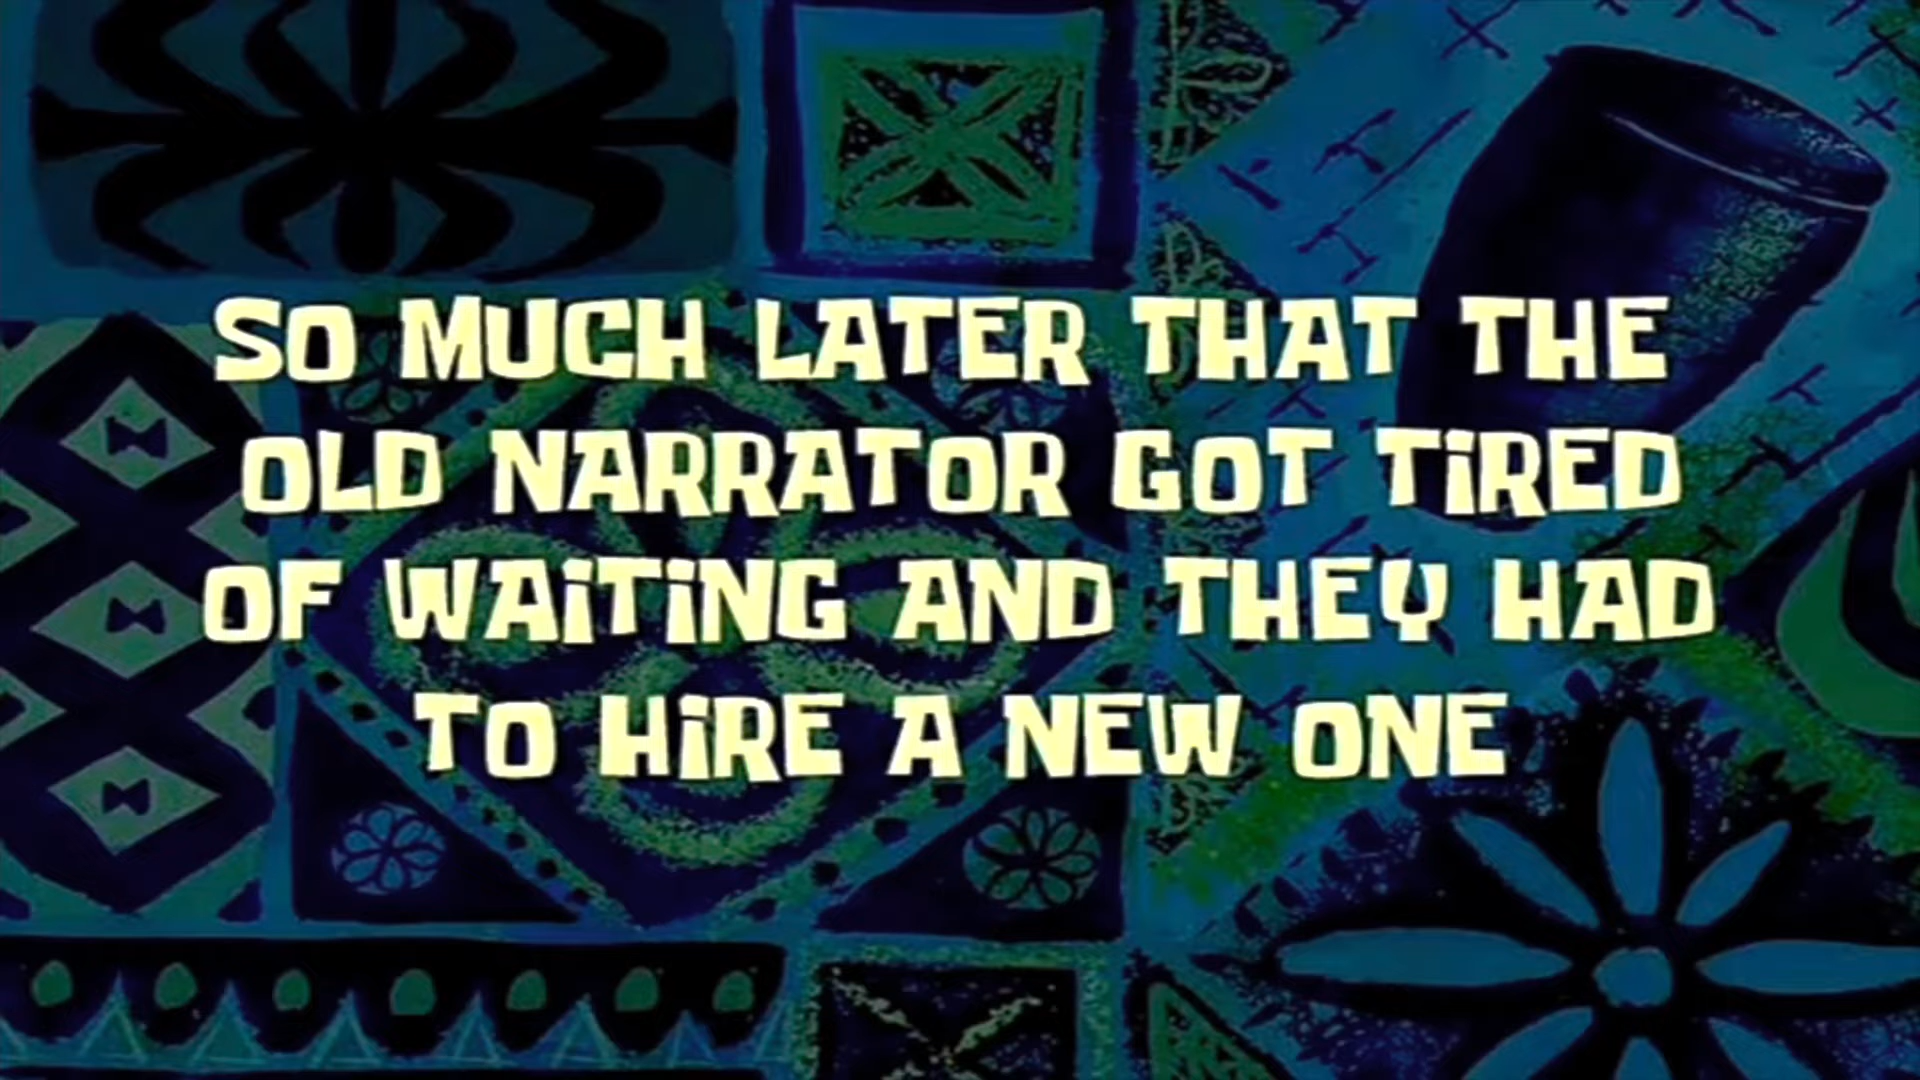 SO MUCH LATER THAT THE
OLD NARRATOR GOT TiRED
OF WAiTiNG AND THEY HAD
TO HiRE A NEW ONE